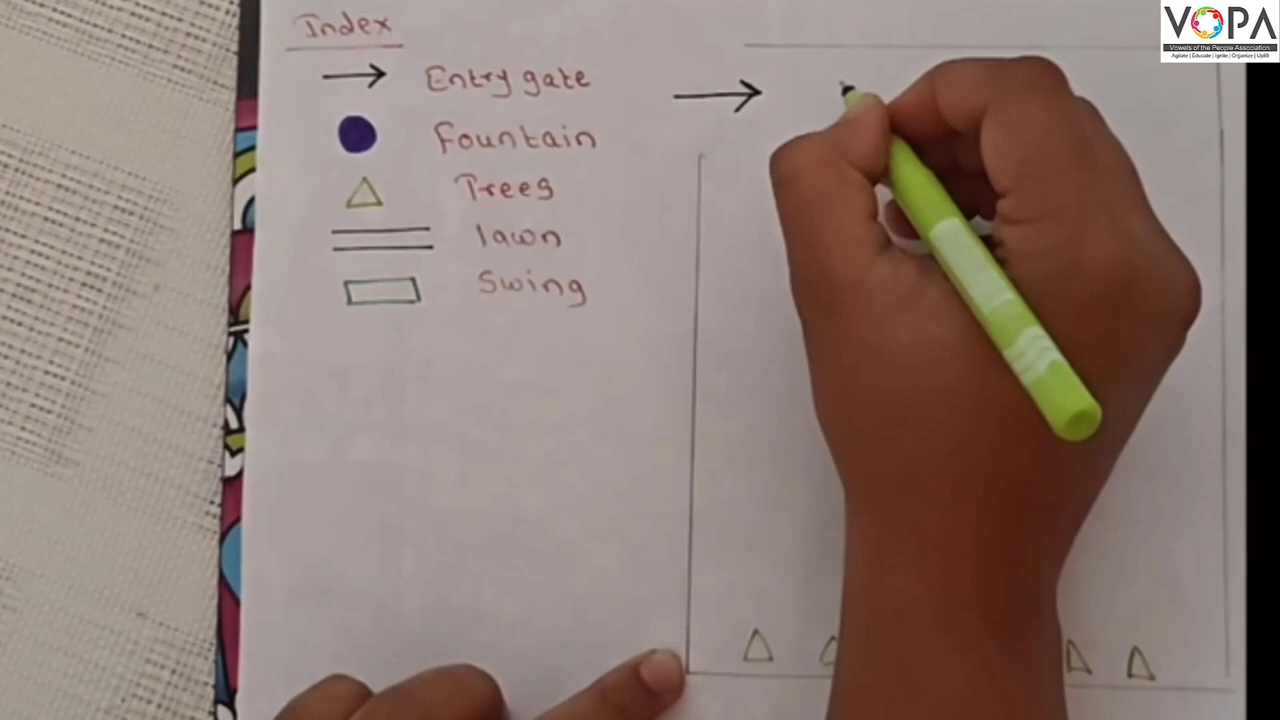 Index
Entry gate
Fountain
Trees
lawn
Swing
VOPA
Vowels of the People Association
Agitate | Educate | Ignite | Organize | Uplift